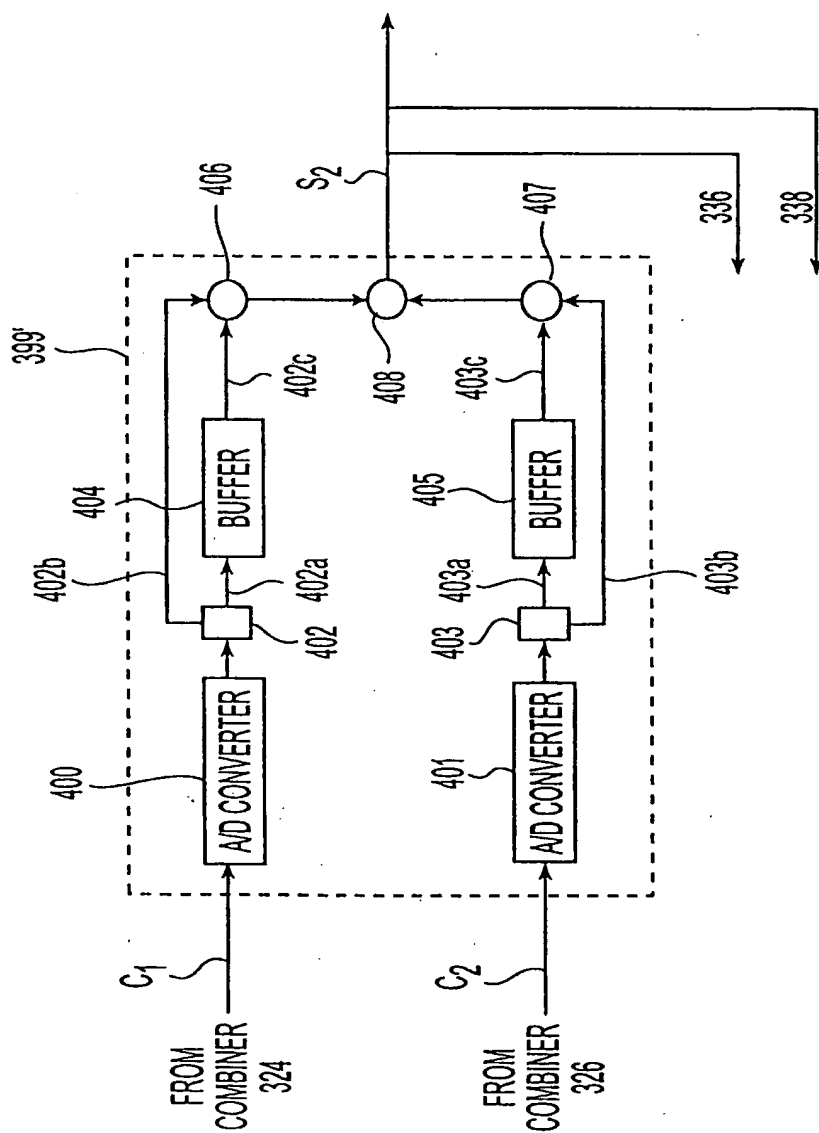 399'
402b
404
406
400
A/D CONVERTER
BUFFER
402
402a
402c
C1
FROM
COMBINER
324
S2
408
403c
407
405
403a
403
401
A/D CONVERTER
BUFFER
403b
C2
FROM
COMBINER
326
336
338